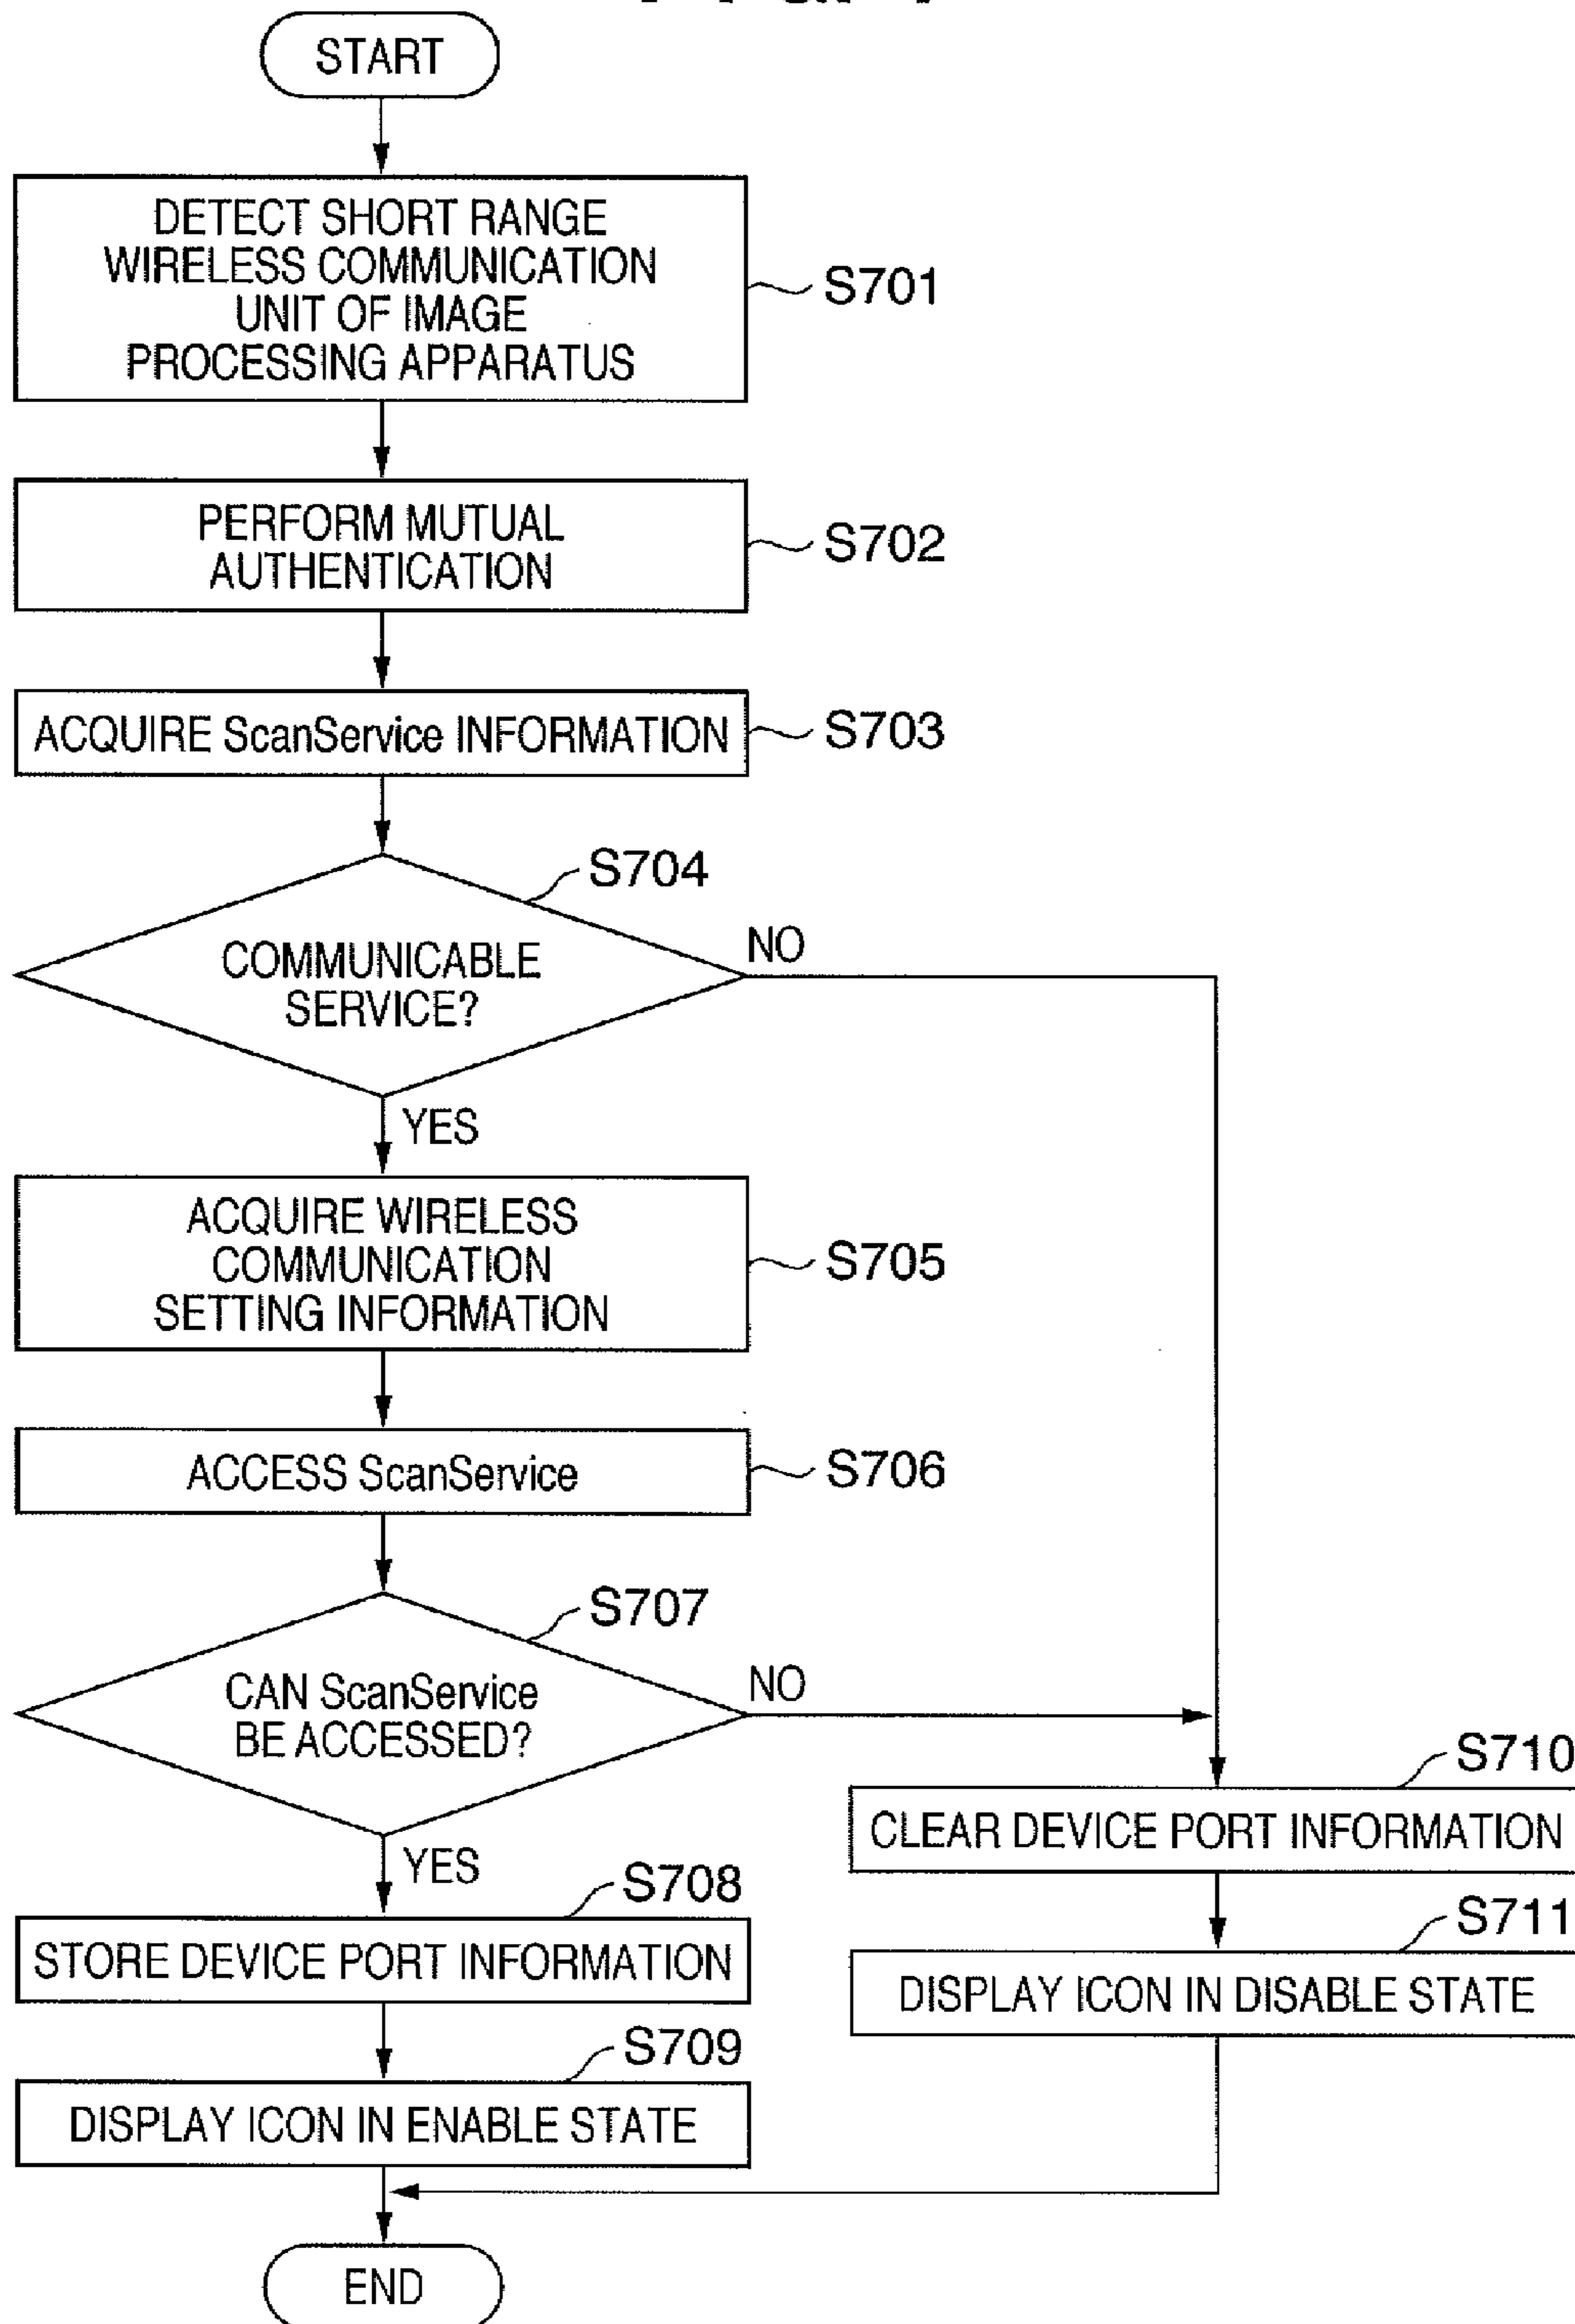 START
DETECT SHORT RANGE
WIRELESS COMMUNICATION
UNIT OF IMAGE
PROCESSING APPARATUS
S701
PERFORM MUTUAL
AUTHENTICATION
S702
ACQUIRE ScanService INFORMATION
S703
S704
COMMUNICABLE
SERVICE?
NO
YES
ACQUIRE WIRELESS
COMMUNICATION
SETTING INFORMATION
S705
ACCESS ScanService
S706
S707
CAN ScanService
BE ACCESSED?
NO
YES
S708
STORE DEVICE PORT INFORMATION
S709
DISPLAY ICON IN ENABLE STATE
S710
CLEAR DEVICE PORT INFORMATION
S711
DISPLAY ICON IN DISABLE STATE
END